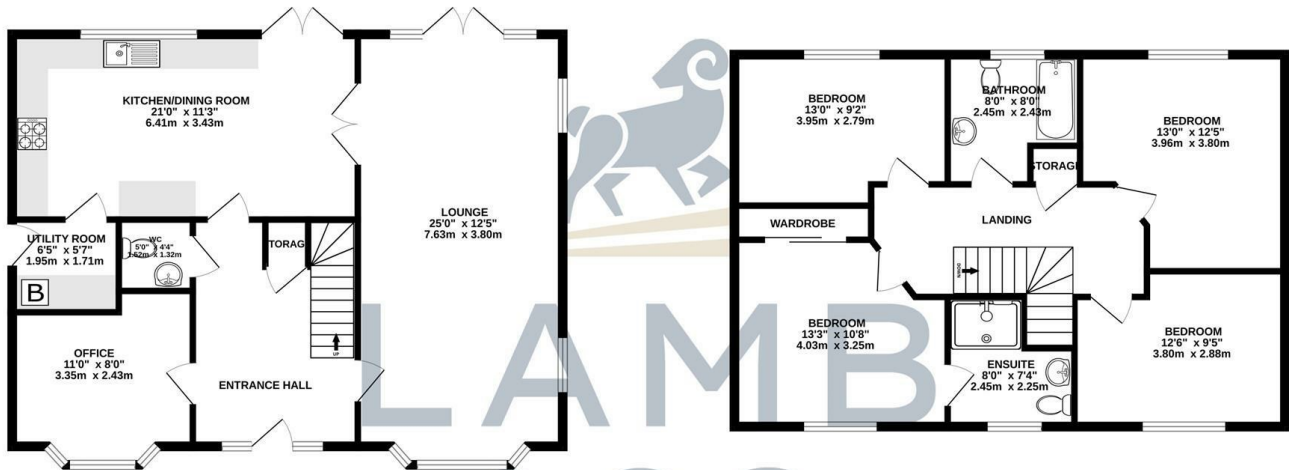 KITCHEN/DINING ROOM
21'0" x 11'3"
6.41m x 3.43m
UTILITY ROOM
6'5" x 5'7"
1.95m x 1.71m
WC
5'0" x 4'4"
1.52m x 1.32m
TORAG
B
LOUNGE
25'0" x 12'5"
7.63m x 3.80m
OFFICE
11'0" x 8'0"
3.35m x 2.43m
UP
ENTRANCE HALL
BEDROOM
13'0" x 9'2"
3.95m x 2.79m
BATHROOM
8'0" x 8'0"
2.45m x 2.43m
BEDROOM
13'0" x 12'5"
3.96m x 3.80m
STORAGE
WARDROBE
LANDING
DOWN
BEDROOM
13'3" x 10'8"
4.03m x 3.25m
ENSUITE
8'0" x 7'4"
2.45m x 2.25m
BEDROOM
12'6" x 9'5"
3.80m x 2.88m
LAMB